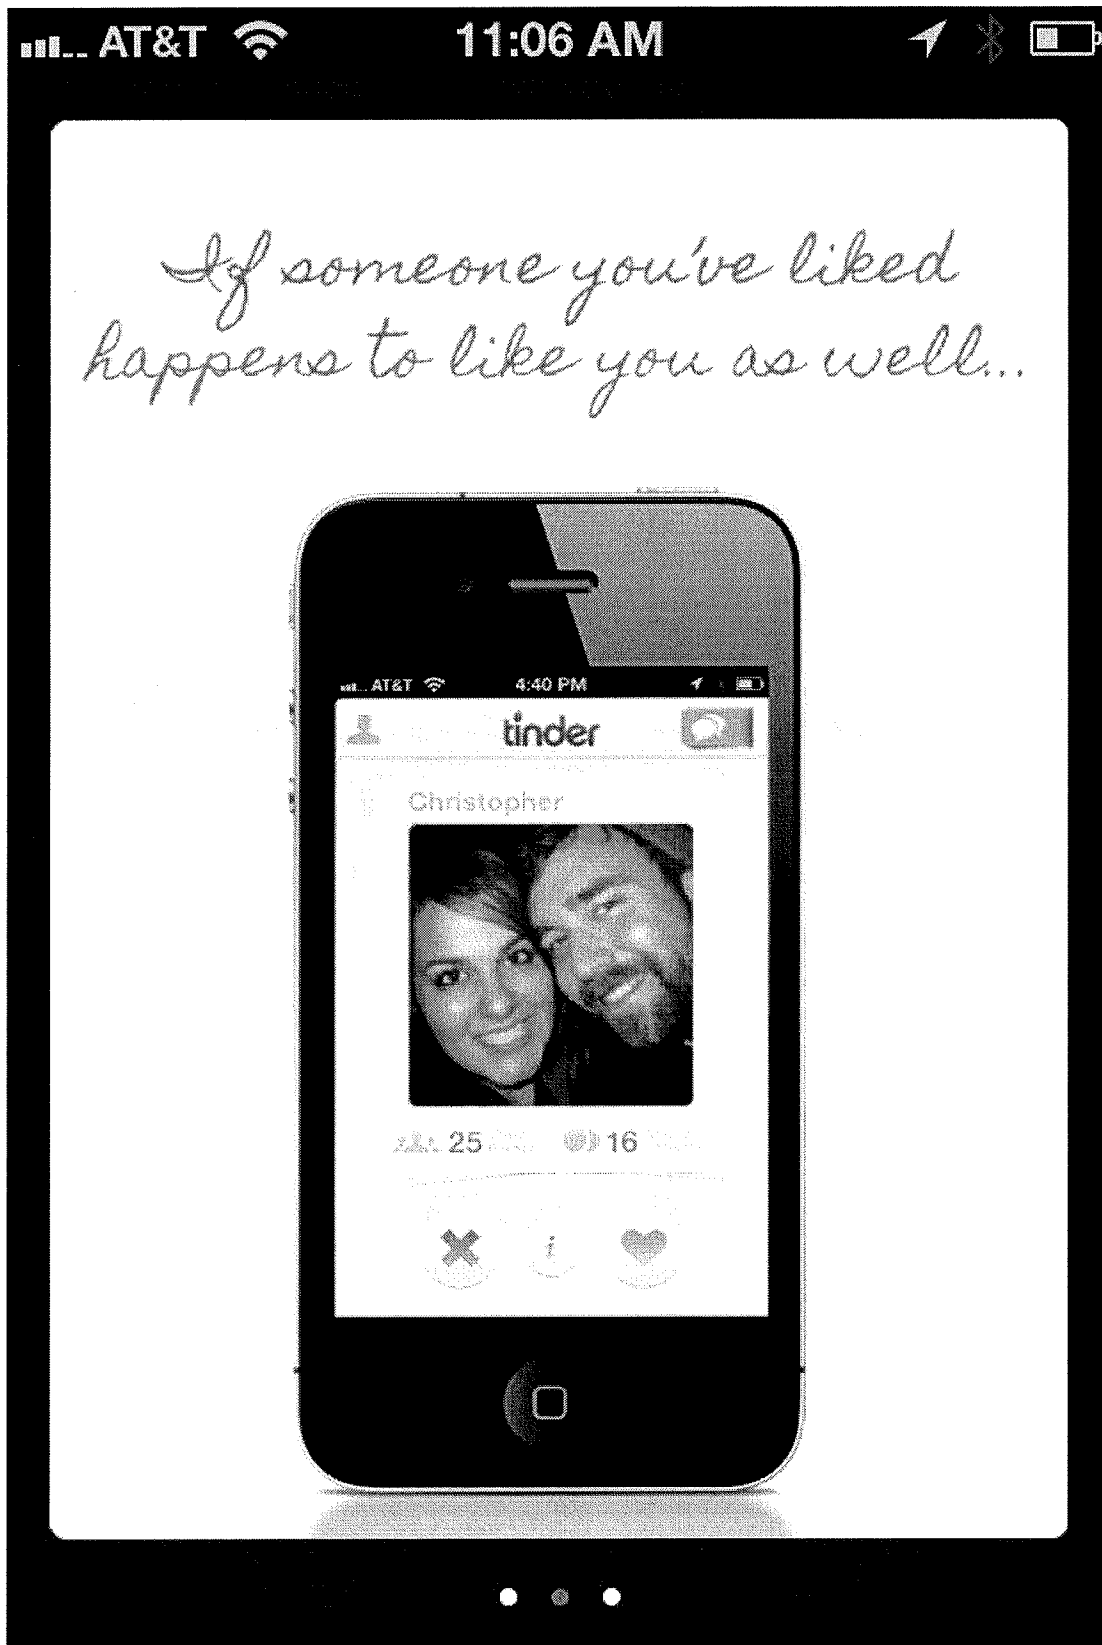 AT&T 11:06 AM
If someone you've liked
happens to like you as well...
AT&T 4:40 PM
tinder
Christopher
25 16
i